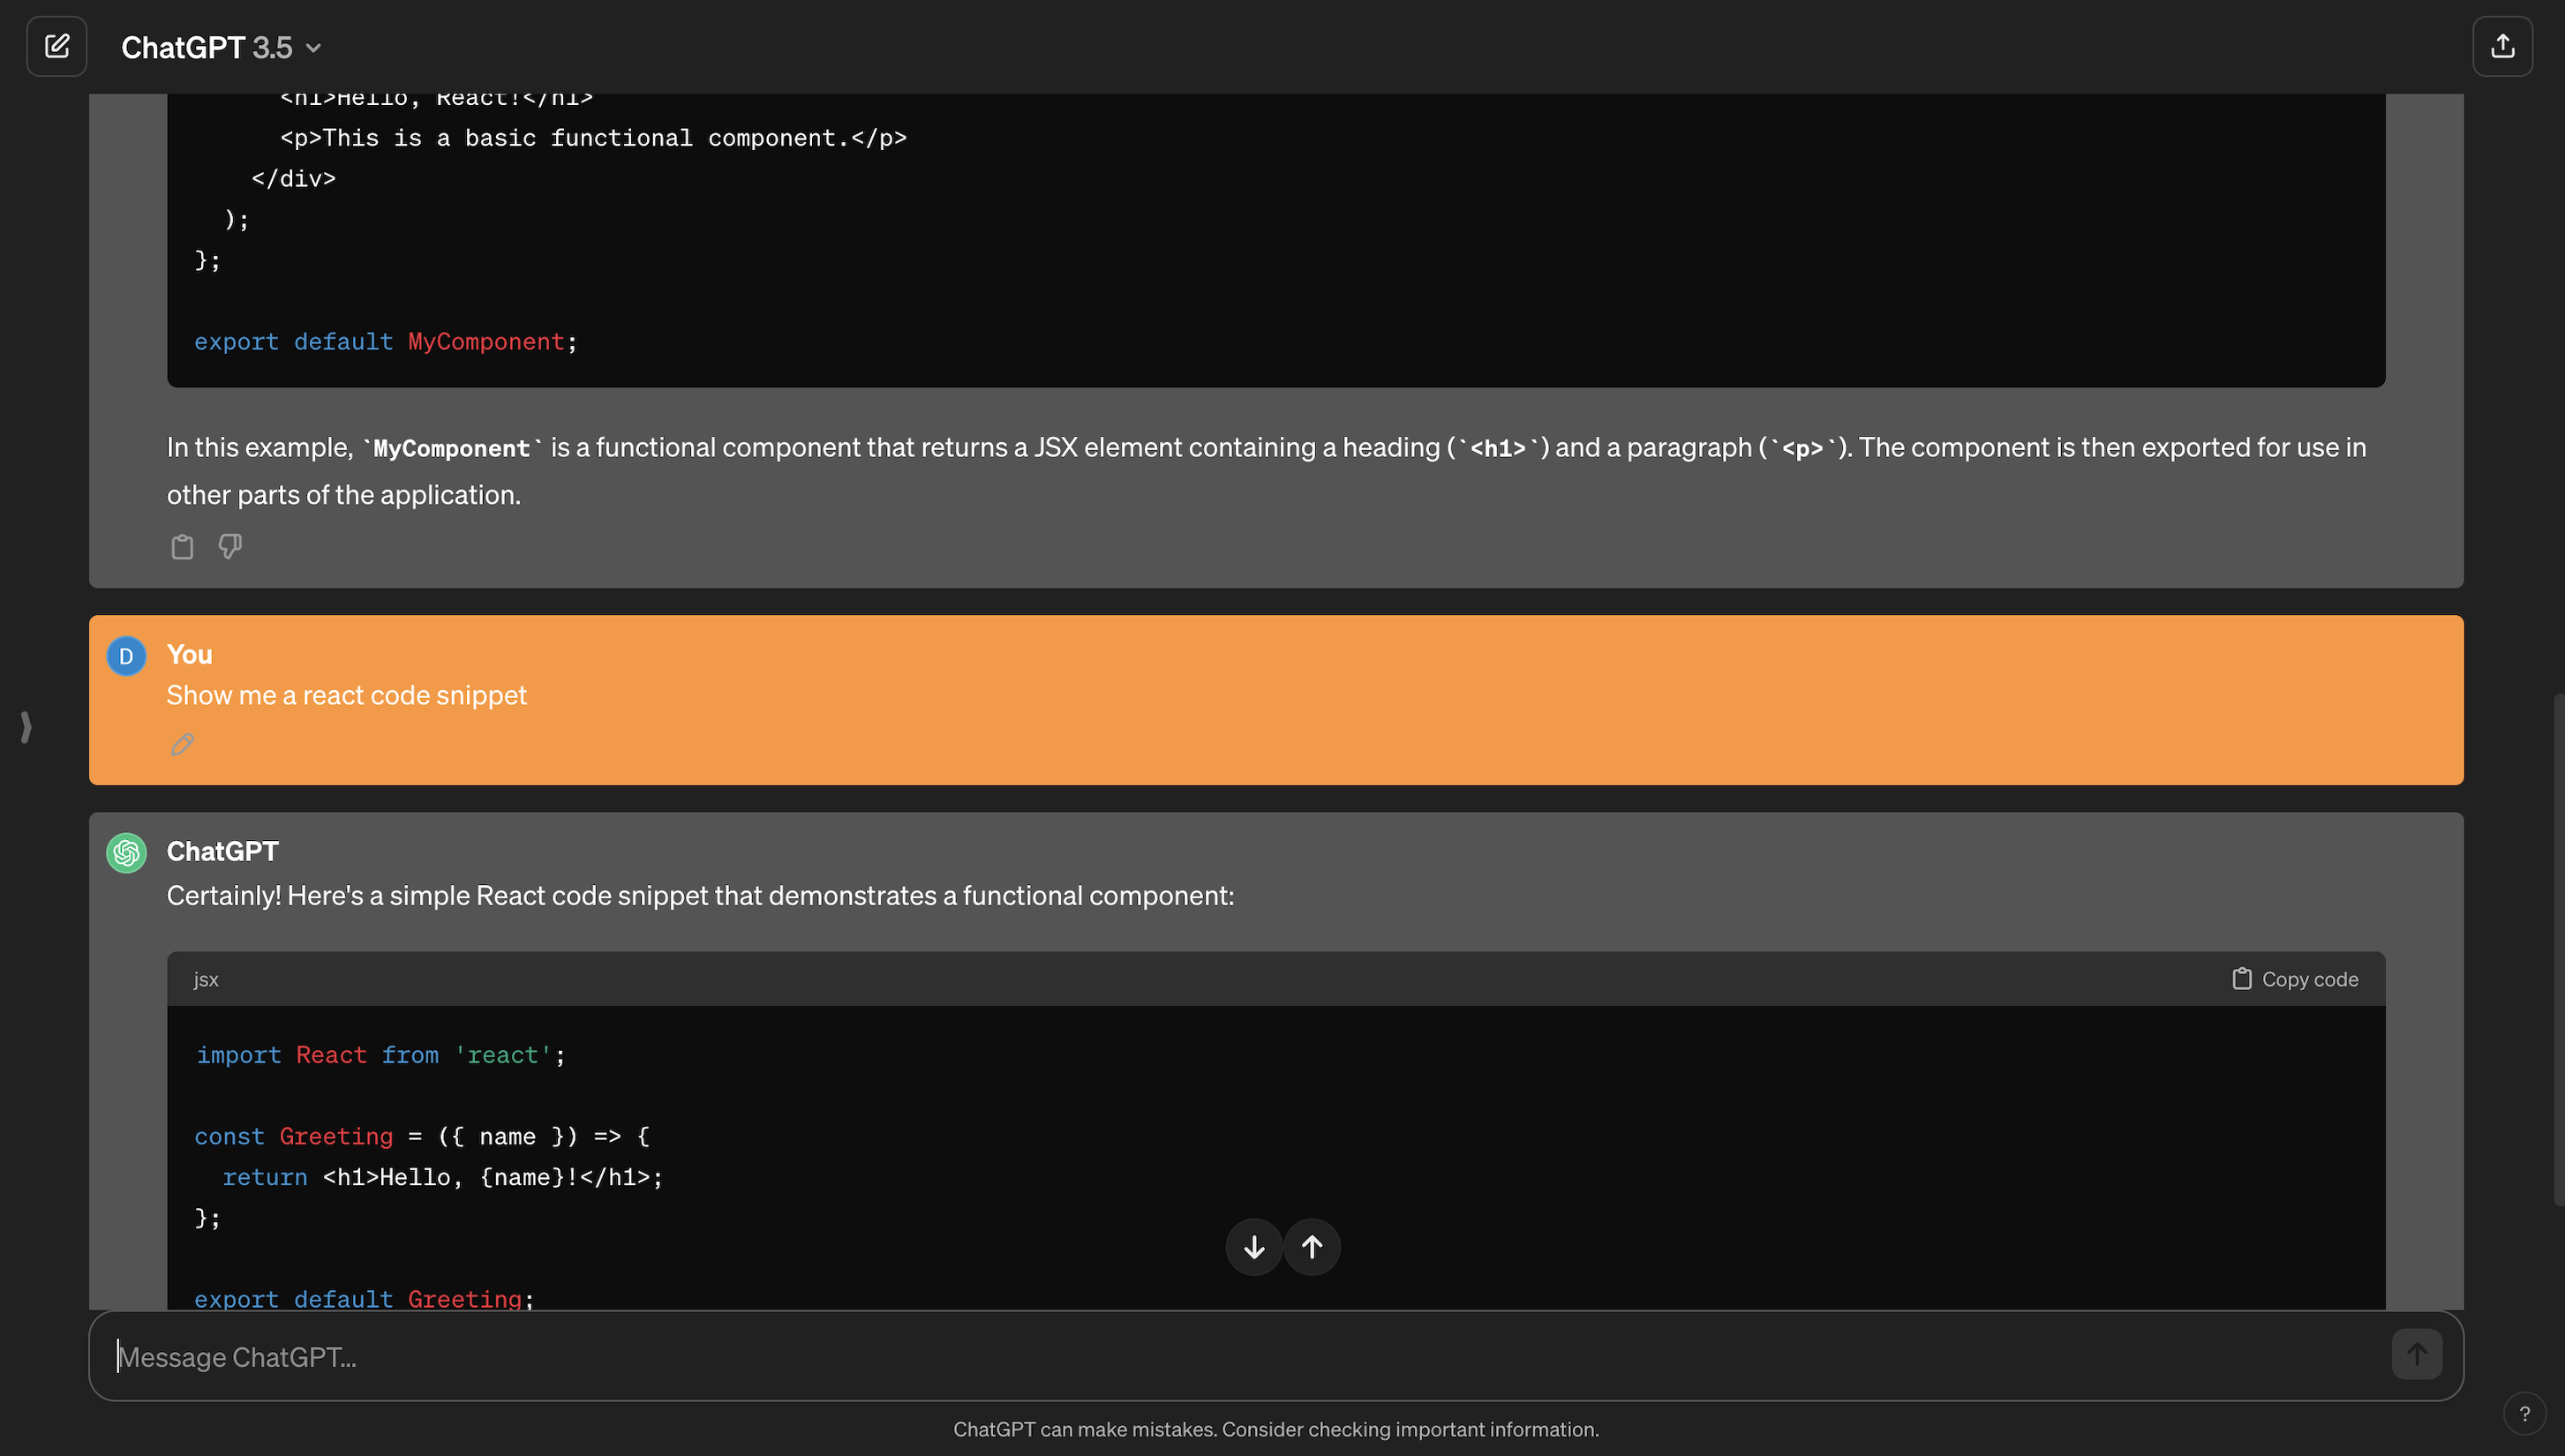 ChatGPT 3.5
<h1>Hello, React!</h1>
<p>This is a basic functional component.</p>
</div>
);
};
export default MyComponent;
In this example, `MyComponent` is a functional component that returns a JSX element containing a heading (`<h1>`) and a paragraph (`<p>`). The component is then exported for use in
other parts of the application.
D
You
Show me a react code snippet
ChatGPT
Certainly! Here's a simple React code snippet that demonstrates a functional component:
jsx
Copy code
import React from 'react';
const Greeting = ({ name }) => {
return <h1>Hello, {name}!</h1>;
};
export default Greeting;
Message ChatGPT...
ChatGPT can make mistakes. Consider checking important information.
?